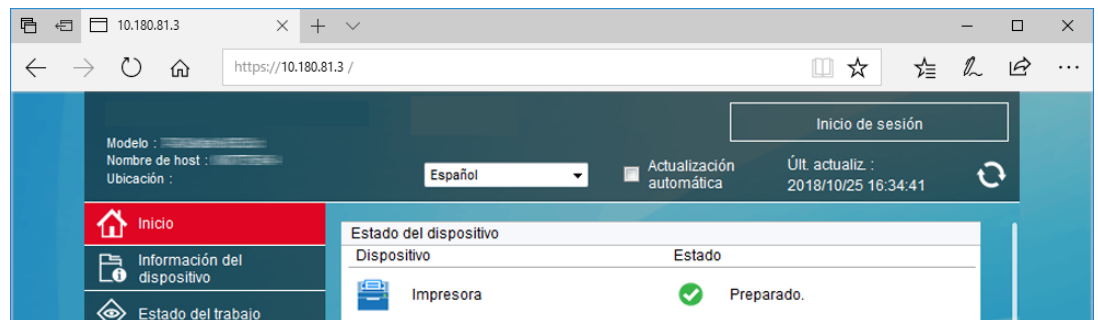 10.180.81.3
https://10.180.81.3 /
Inicio de sesión
Modelo :
Nombre de host :
Ubicación :
Español
Actualización
automática
Últ. actualiz. :
2018/10/25 16:34:41
Inicio
Información del
dispositivo
Estado del trabajo
Estado del dispositivo
Dispositivo Estado
Impresora Preparado.